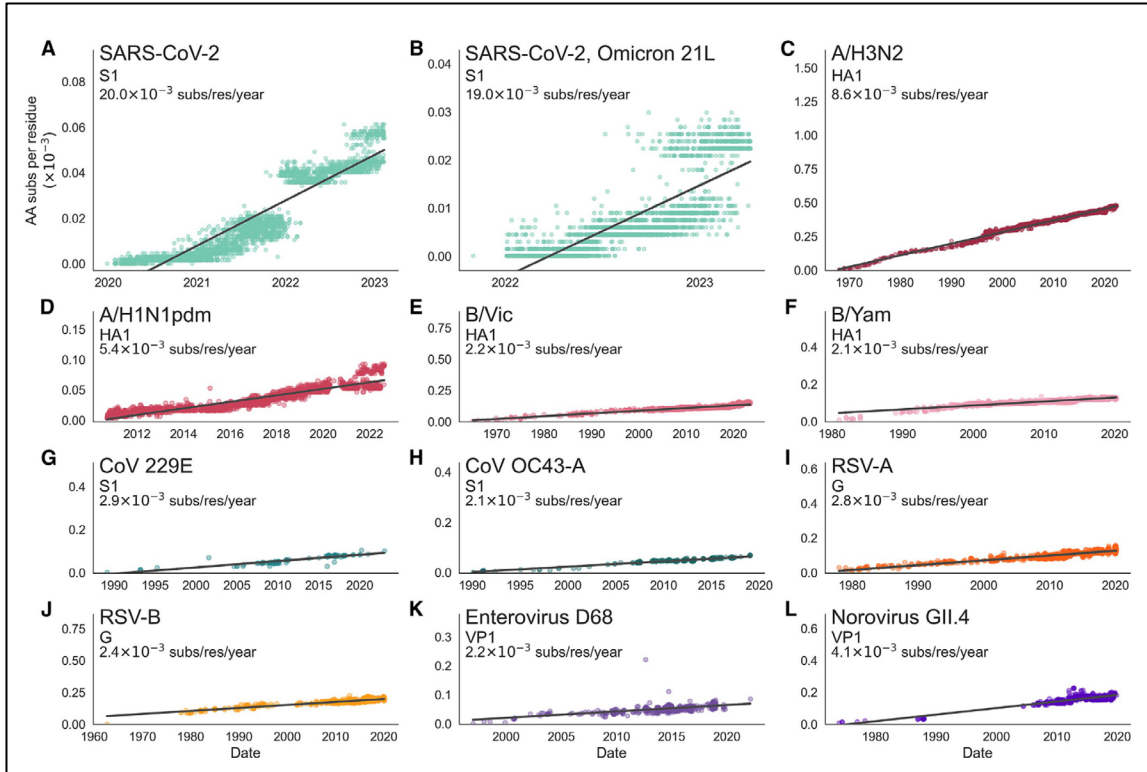 A SARS-CoV-2
S1
20.0×10⁻³ subs/res/year
AA subs per residue
(×10⁻³)
0.08
0.06
0.04
0.02
0.00
2020 2021 2022 2023
B SARS-CoV-2, Omicron 21L
S1
19.0×10⁻³ subs/res/year
0.04
0.03
0.02
0.01
0.00
2022 2023
C A/H3N2
HA1
8.6×10⁻³ subs/res/year
1.50
1.25
1.00
0.75
0.50
0.25
0.00
1970 1980 1990 2000 2010 2020
D A/H1N1pdm
HA1
5.4×10⁻³ subs/res/year
0.15
0.10
0.05
0.00
2012 2014 2016 2018 2020 2022
E B/Vic
HA1
2.2×10⁻³ subs/res/year
0.75
0.50
0.25
0.00
1970 1980 1990 2000 2010 2020
F B/Yam
HA1
2.1×10⁻³ subs/res/year
0.4
0.2
0.0
1980 1990 2000 2010 2020
G CoV 229E
S1
2.9×10⁻³ subs/res/year
0.4
0.2
0.0
1990 2000 2010 2020
H CoV OC43-A
S1
2.1×10⁻³ subs/res/year
0.4
0.2
0.0
1990 1995 2000 2005 2010 2015 2019
I RSV-A
G
2.8×10⁻³ subs/res/year
0.6
0.4
0.2
0.0
1980 1990 2000 2010 2020
J RSV-B
G
2.4×10⁻³ subs/res/year
0.75
0.50
0.25
0.00
1960 1970 1980 1990 2000 2010 2020
Date
K Enterovirus D68
VP1
2.2×10⁻³ subs/res/year
0.3
0.2
0.1
0.0
2000 2005 2010 2015 2020
Date
L Norovirus GII.4
VP1
4.1×10⁻³ subs/res/year
0.6
0.4
0.2
0.0
1980 1990 2000 2010 2020
Date